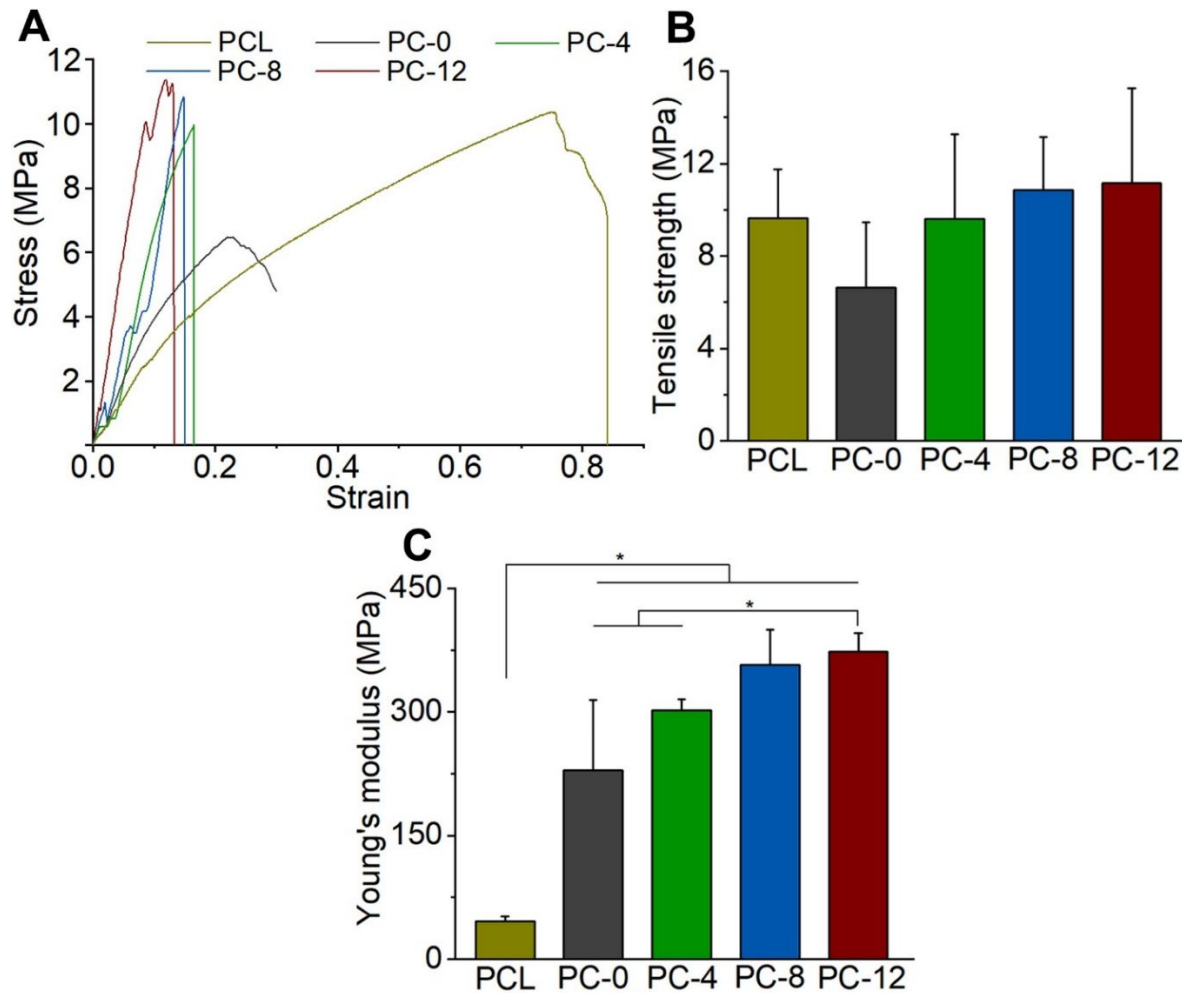 A
PCL PC-0 PC-4
PC-8 PC-12
Stress (MPa)
12
10
8
6
4
2
0.0 0.2 0.4 0.6 0.8
Strain
B
Tensile strength (MPa)
16
12
8
4
0
PCL PC-0 PC-4 PC-8 PC-12
C
*
*
Young's modulus (MPa)
450
300
150
0
PCL PC-0 PC-4 PC-8 PC-12